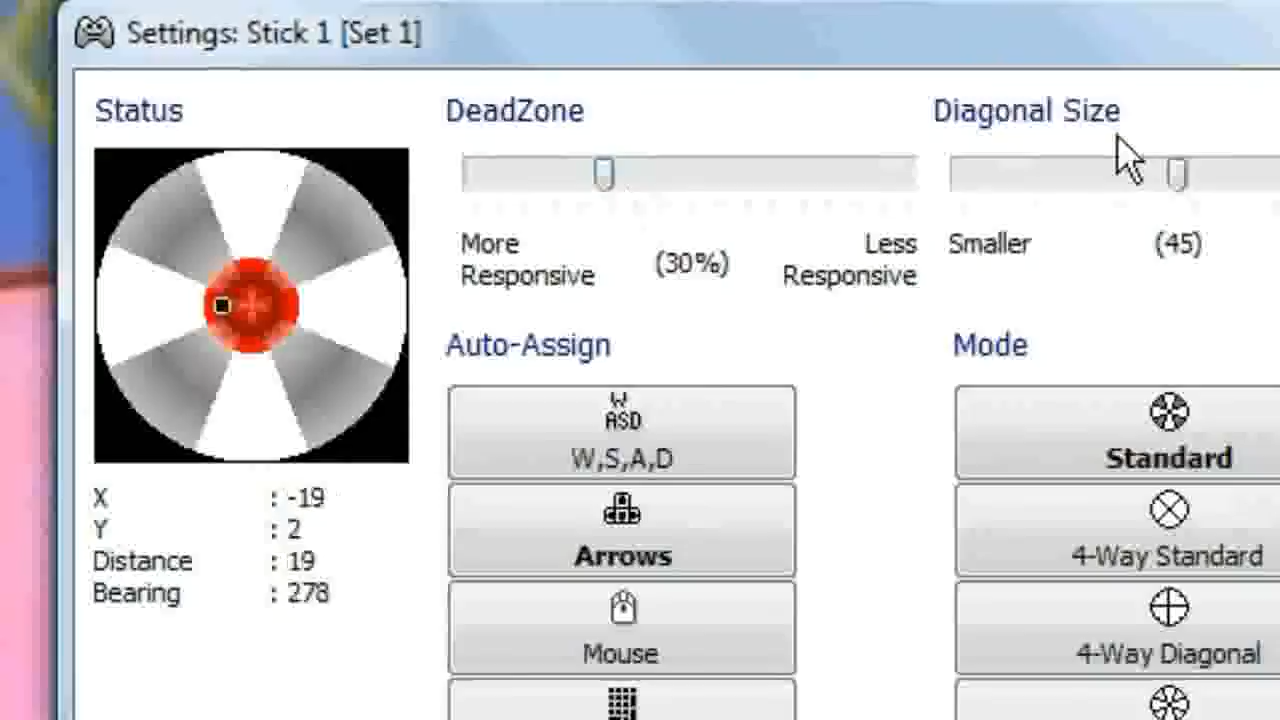 Settings: Stick 1 [Set 1]
Status
DeadZone
Diagonal Size
More Responsive
(30%)
Less Responsive
Smaller
(45)
Auto-Assign
Mode
W
ASD
W,S,A,D
Standard
Arrows
4-Way Standard
Mouse
4-Way Diagonal
X : -19
Y : 2
Distance : 19
Bearing : 278